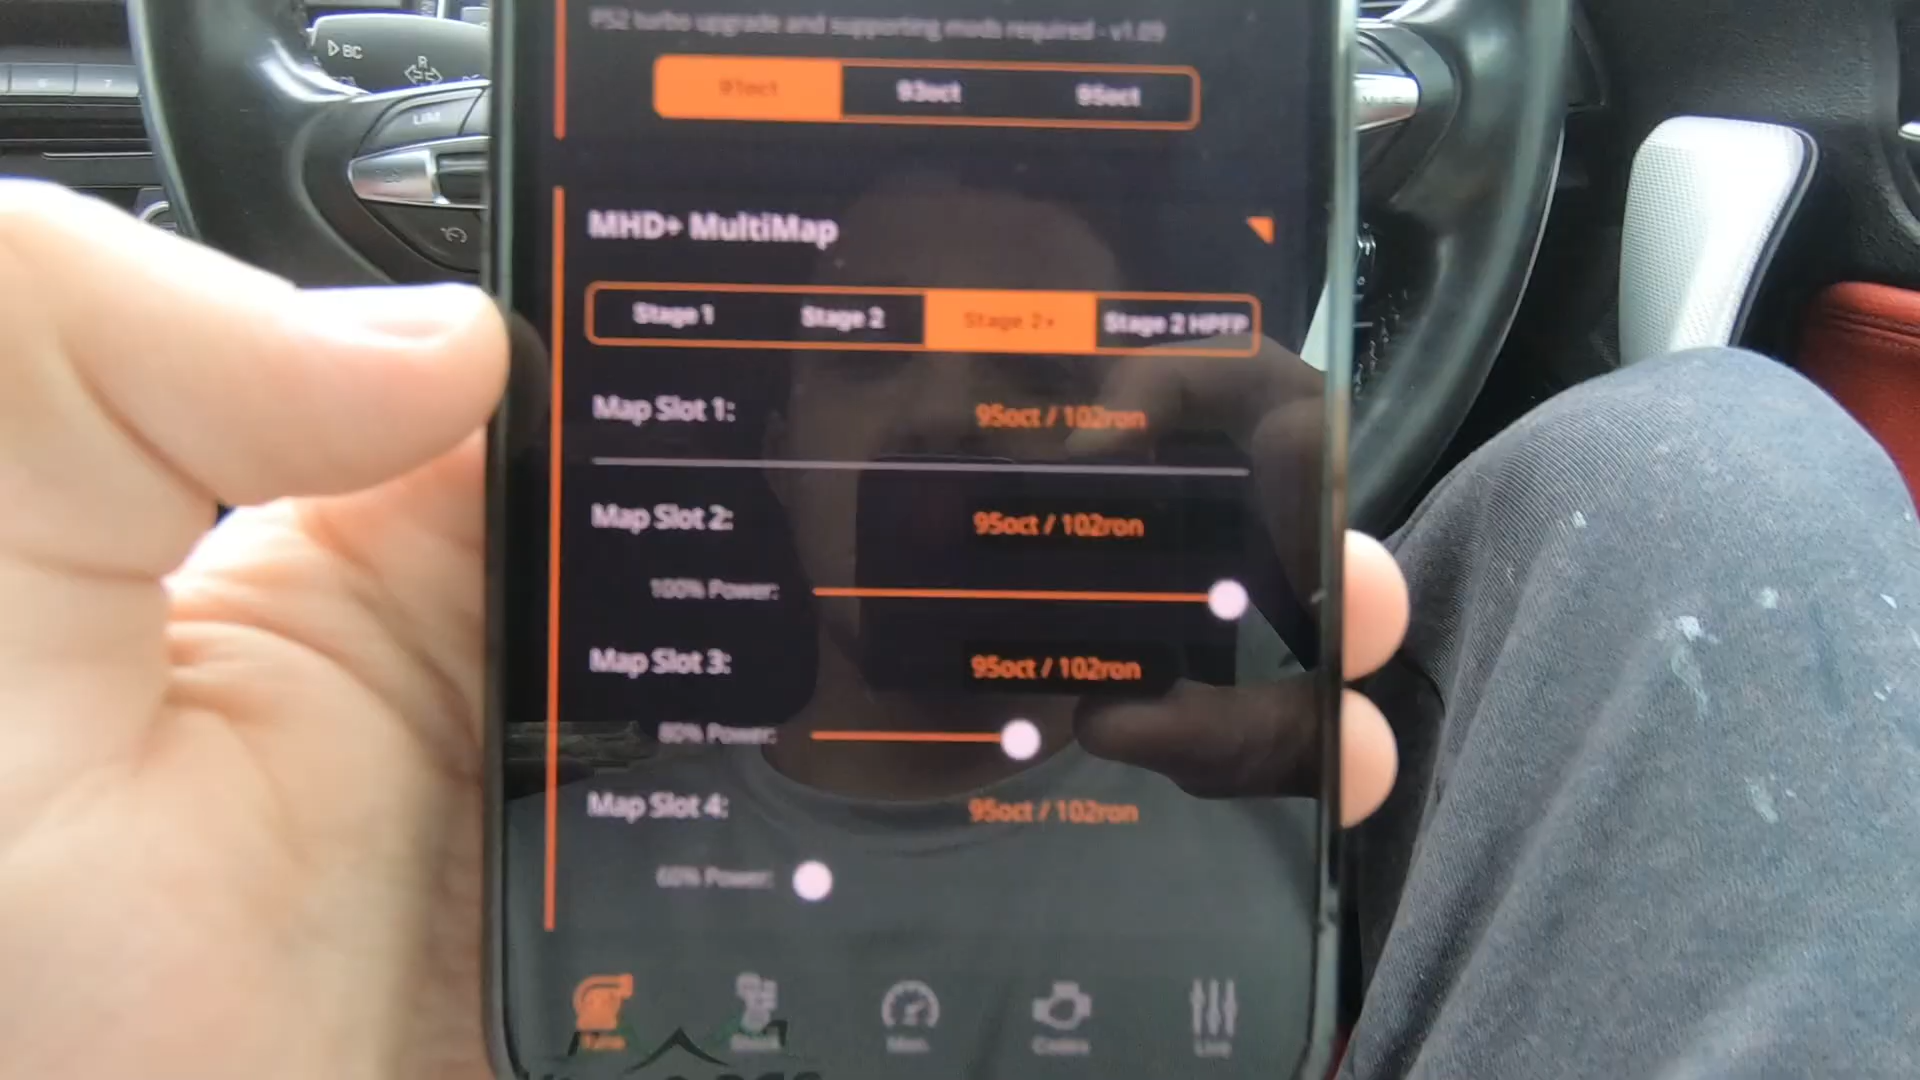 PS2 turbo upgrade and supporting mods required - v1.09
91oct 93oct 95oct
MHD+ MultiMap
Stage 1 Stage 2 Stage 2+ Stage 2 HPFP
Map Slot 1: 95oct / 102ron
Map Slot 2: 95oct / 102ron
100% Power:
Map Slot 3: 95oct / 102ron
80% Power:
Map Slot 4: 95oct / 102ron
60% Power:
BC
R
LIM